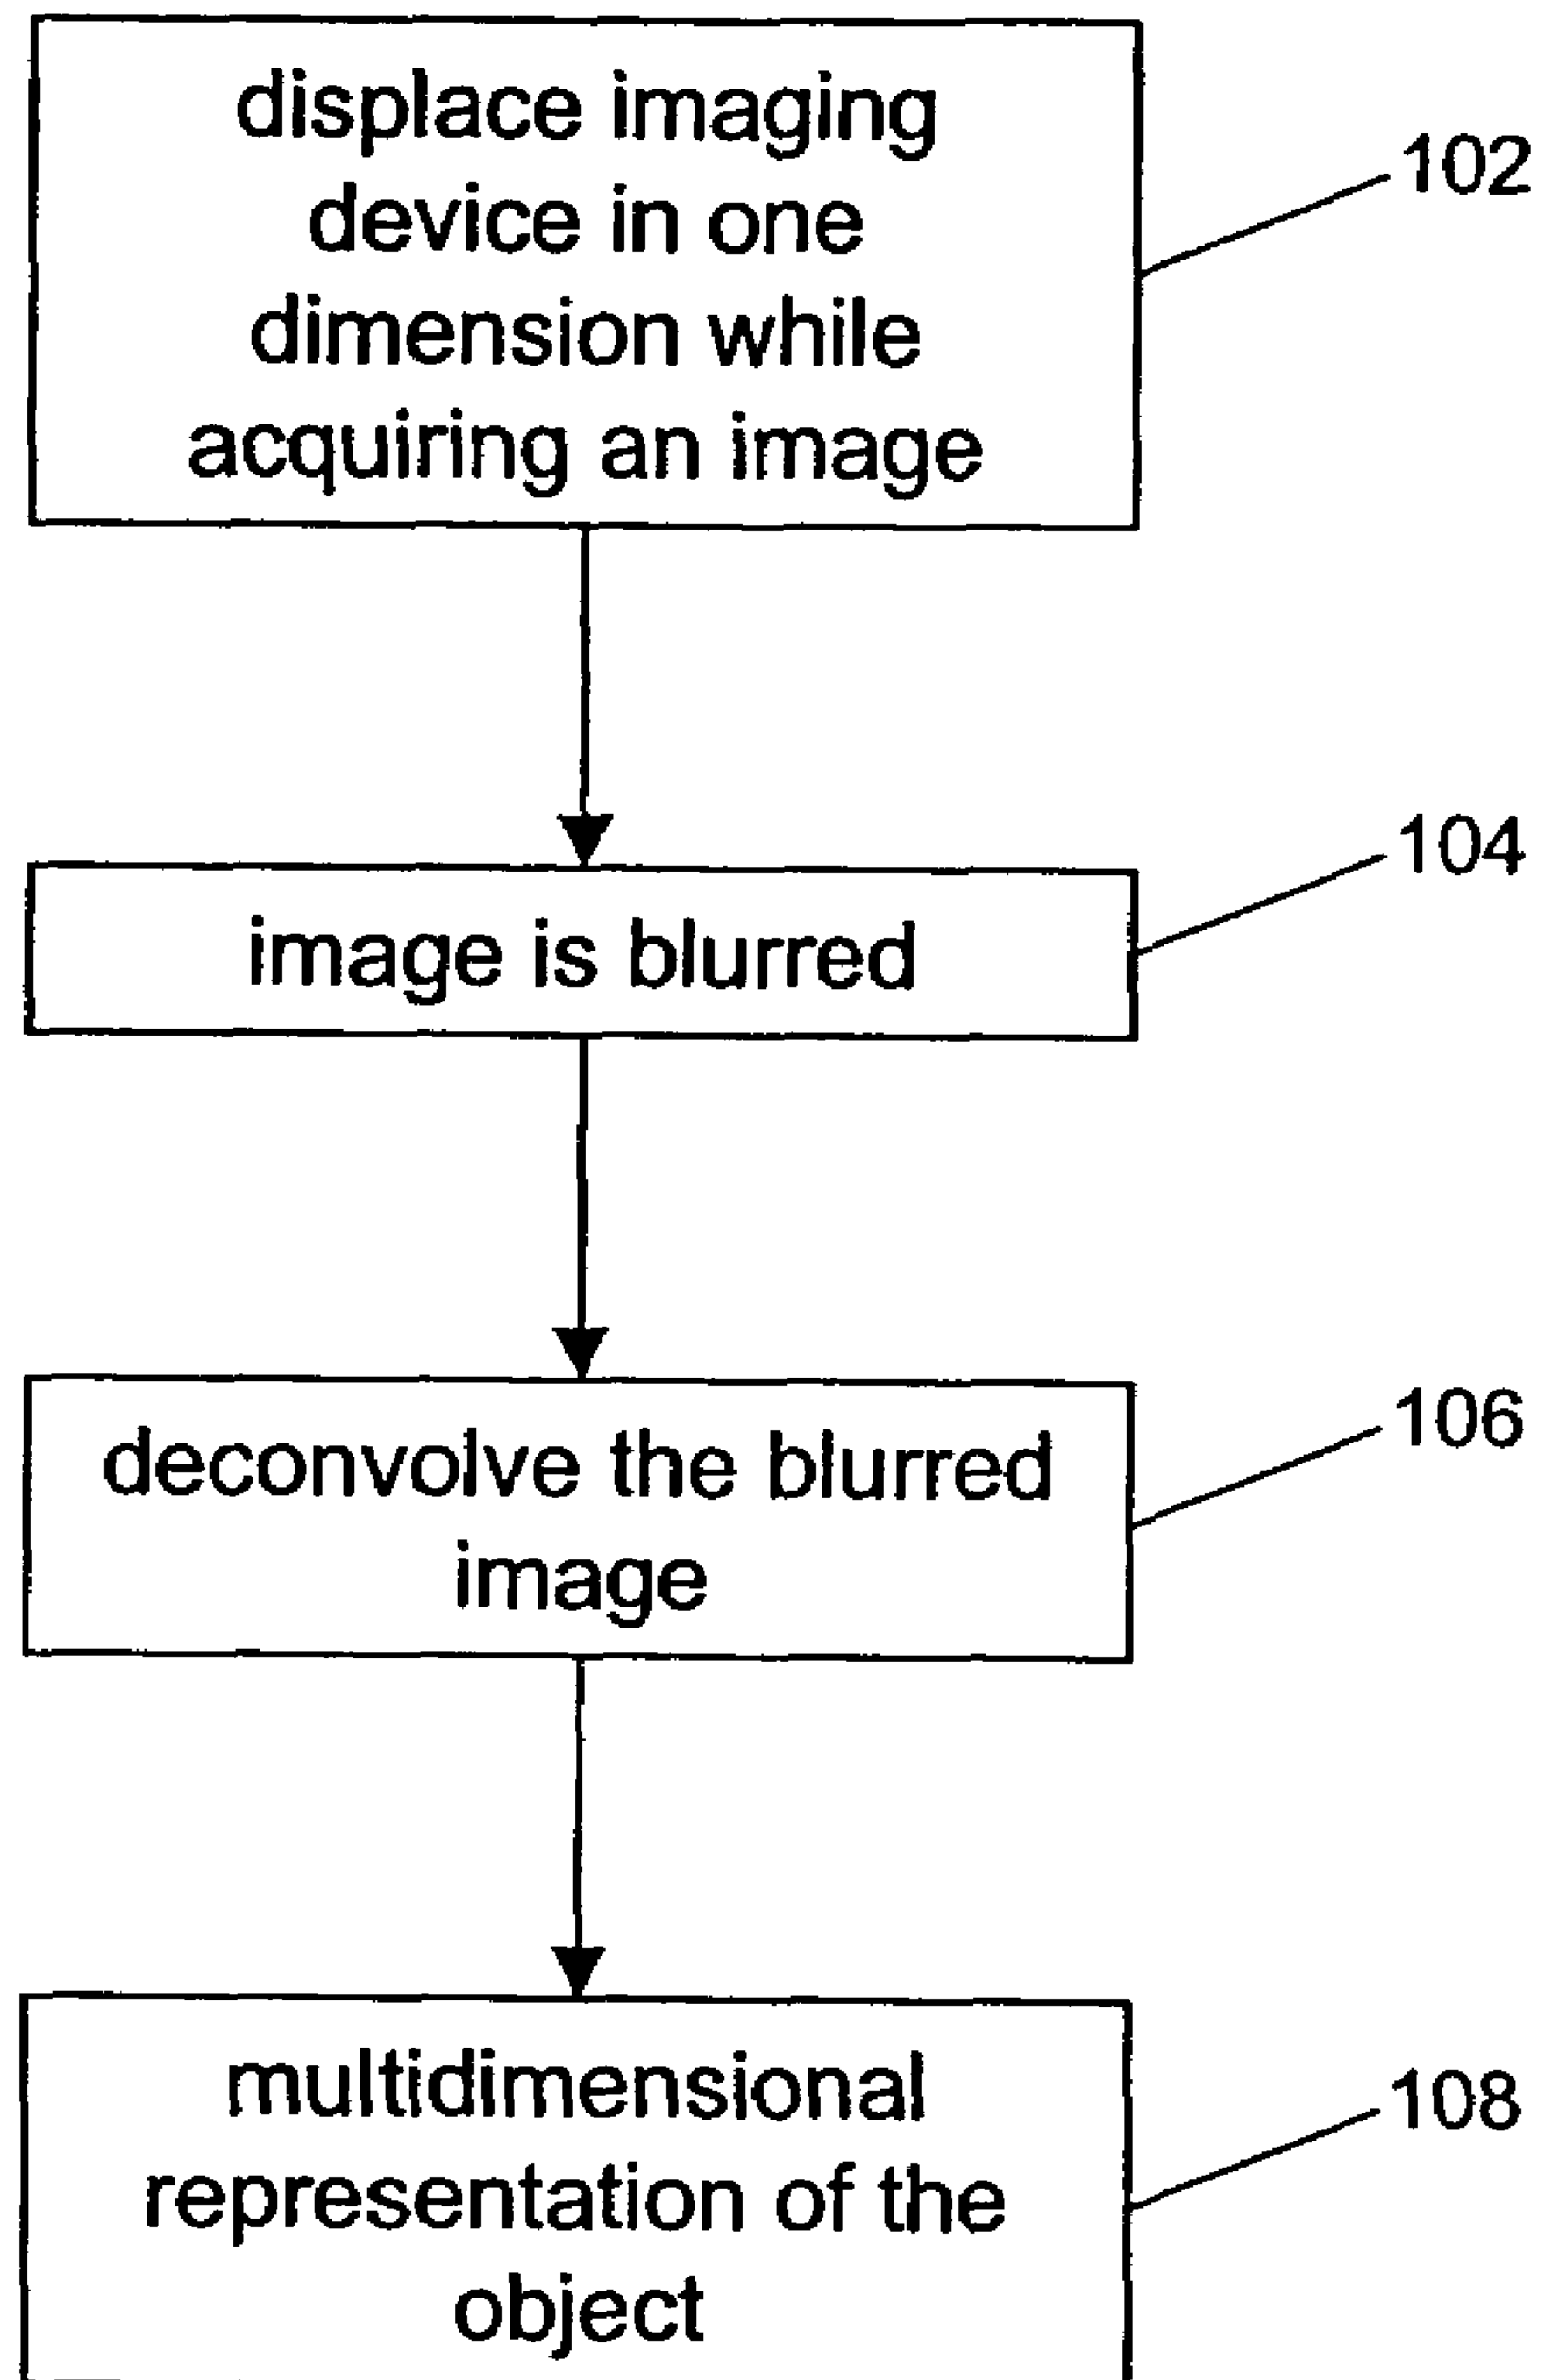 displace imaging
device in one
dimension while
acquiring an image
102
image is blurred
104
deconvolve the blurred
image
106
multidimensional
representation of the
object
108